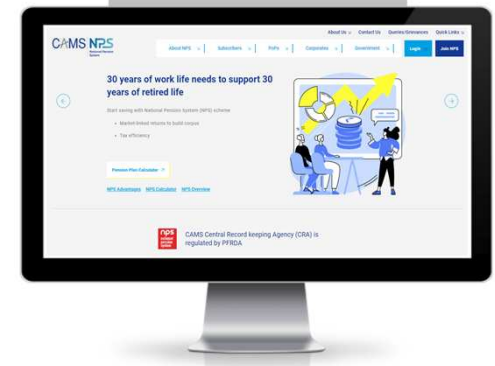 About Us Contact Us Queries/Grievances Quick Links
CAMS NPS
About NPS Subscribers PoPs Corporates Government Login Join NPS
30 years of work life needs to support 30
years of retired life
Start saving with National Pension System (NPS) scheme
Market-linked returns to build corpus
Tax efficiency
Pension Plan Calculator
NPS Advantages NPS Calculator NPS Overview
nps
CAMS Central Record keeping Agency (CRA) is
regulated by PFRDA